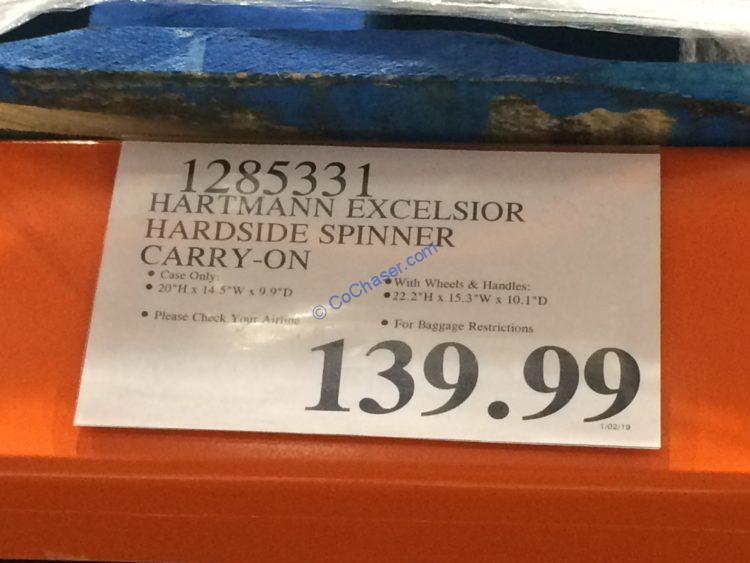 1285331
HARTMANN EXCELSIOR
HARDSIDE SPINNER
CARRY-ON
• Case Only:
• 20"H x 14.5"W x 9.9"D
• Please Check Your Airline
• With Wheels & Handles:
• 22.2"H x 15.3"W x 10.1"D
• For Baggage Restrictions
139.99
1/02/19
© CoChaser.com